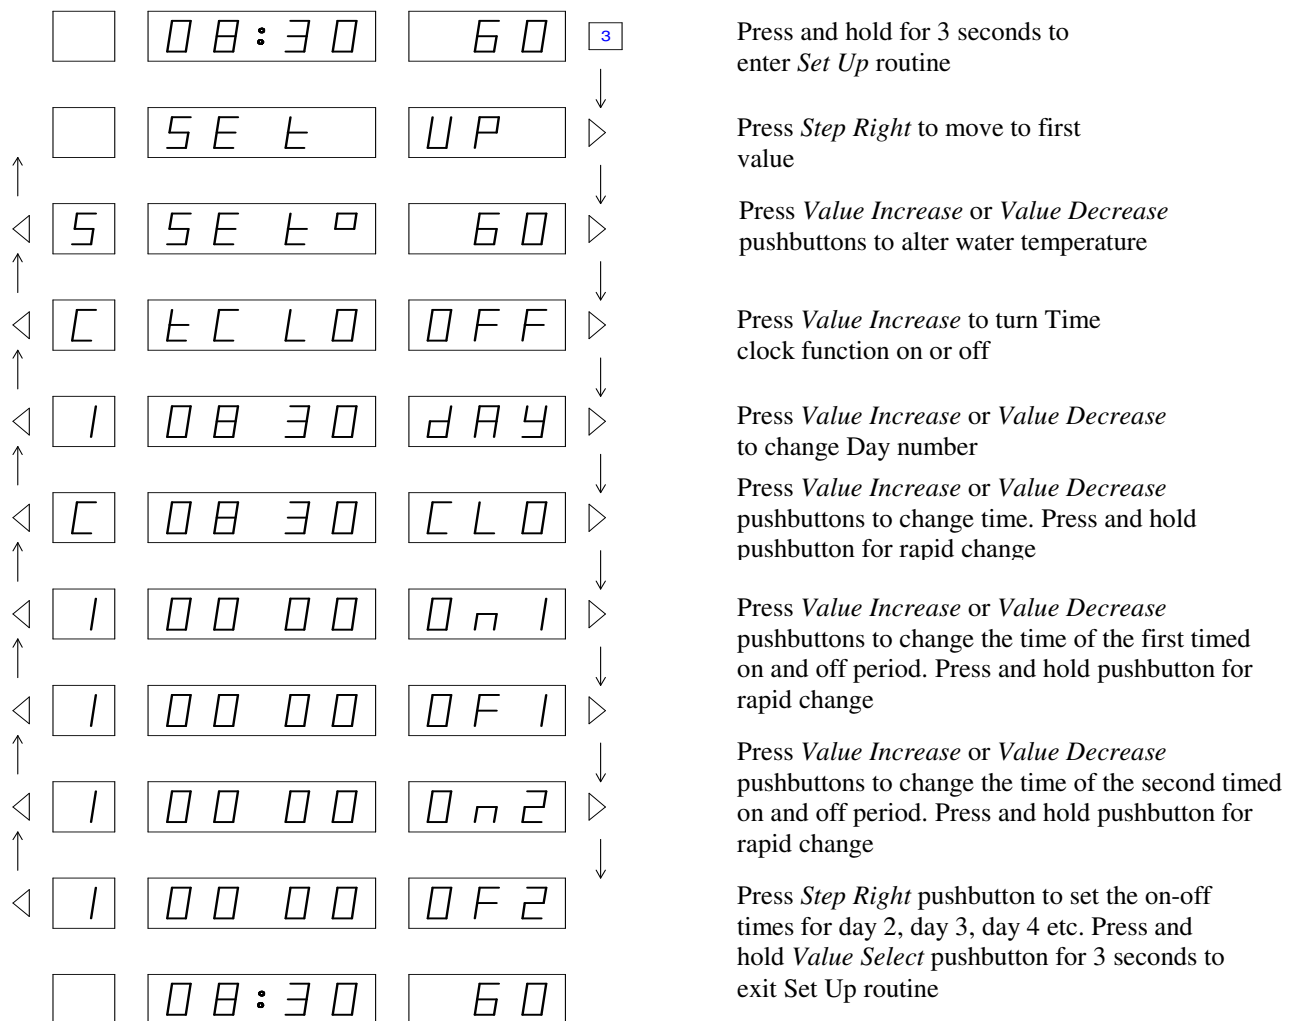 08:30 60 3 Press and hold for 3 seconds to
enter Set Up routine
SE t UP Press Step Right to move to first
value
5 SE tº 60 Press Value Increase or Value Decrease
pushbuttons to alter water temperature
C tC LO OFF Press Value Increase to turn Time
clock function on or off
1 08 30 dAY Press Value Increase or Value Decrease
to change Day number
C 08 30 CLO Press Value Increase or Value Decrease
pushbuttons to change time. Press and hold
pushbutton for rapid change
1 00 00 On1 Press Value Increase or Value Decrease
pushbuttons to change the time of the first timed
on and off period. Press and hold pushbutton for
rapid change
1 00 00 OF1
1 00 00 On2 Press Value Increase or Value Decrease
pushbuttons to change the time of the second timed
on and off period. Press and hold pushbutton for
rapid change
1 00 00 OF2 Press Step Right pushbutton to set the on-off
times for day 2, day 3, day 4 etc. Press and
hold Value Select pushbutton for 3 seconds to
exit Set Up routine
08:30 60